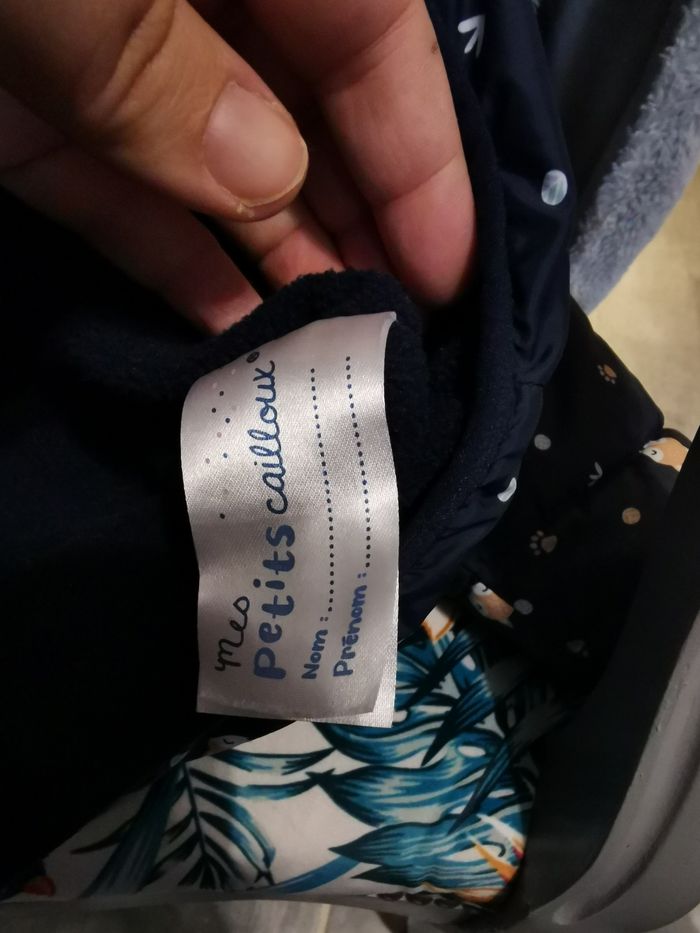 Mes
Petits cailloux®
Nom :..............................
Prénom :..............................